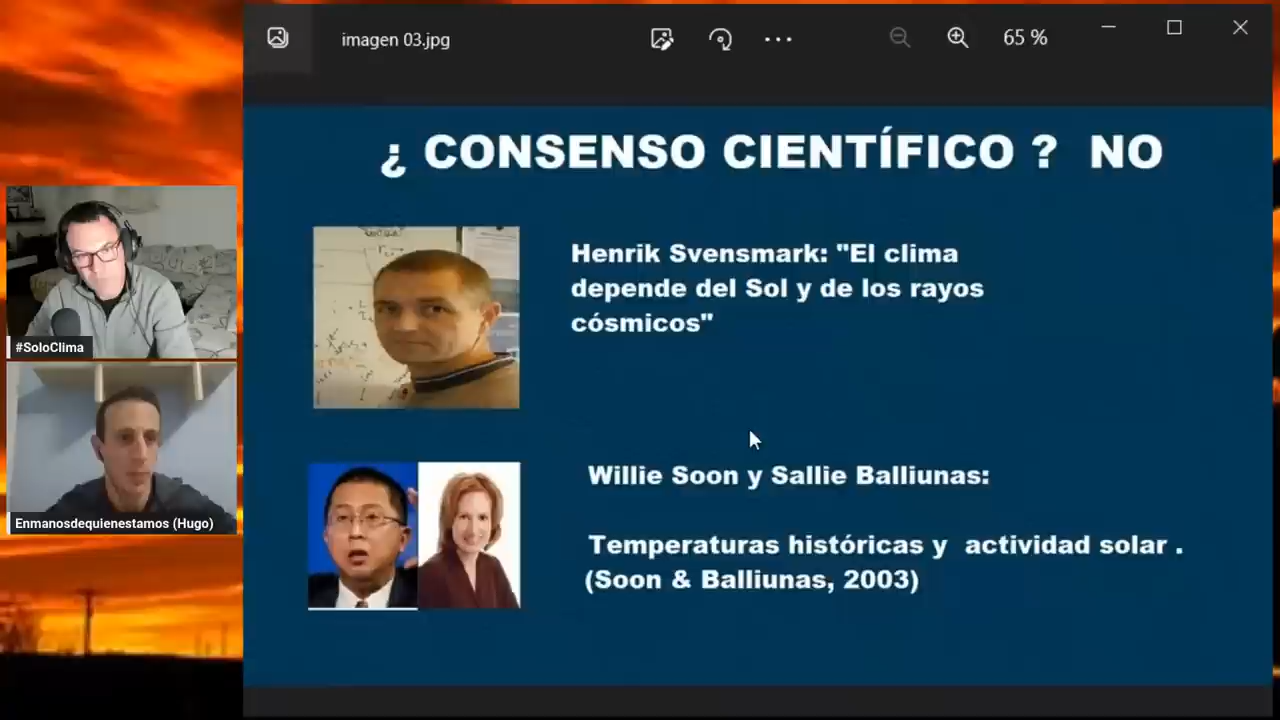 imagen 03.jpg
65 %
¿ CONSENSO CIENTÍFICO ? NO
Henrik Svensmark: "El clima
depende del Sol y de los rayos
cósmicos"
#SoloClima
Willie Soon y Sallie Balliunas:
Enmanosdequienestamos (Hugo)
Temperaturas históricas y actividad solar .
(Soon & Balliunas, 2003)